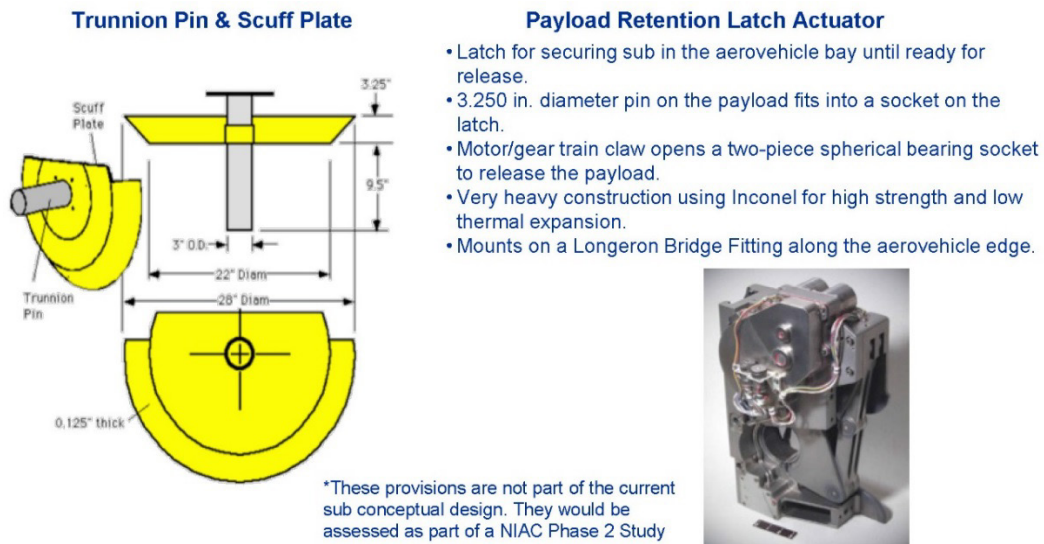 Trunnion Pin & Scuff Plate
3.25"
Scuff
Plate
9.5"
3" O.D.
22" Diam
Trunnion
Pin
28" Diam
0.125" thick
Payload Retention Latch Actuator
• Latch for securing sub in the aerovehicle bay until ready for
release.
• 3.250 in. diameter pin on the payload fits into a socket on the
latch.
• Motor/gear train claw opens a two-piece spherical bearing socket
to release the payload.
• Very heavy construction using Inconel for high strength and low
thermal expansion.
• Mounts on a Longeron Bridge Fitting along the aerovehicle edge.
*These provisions are not part of the current
sub conceptual design. They would be
assessed as part of a NIAC Phase 2 Study